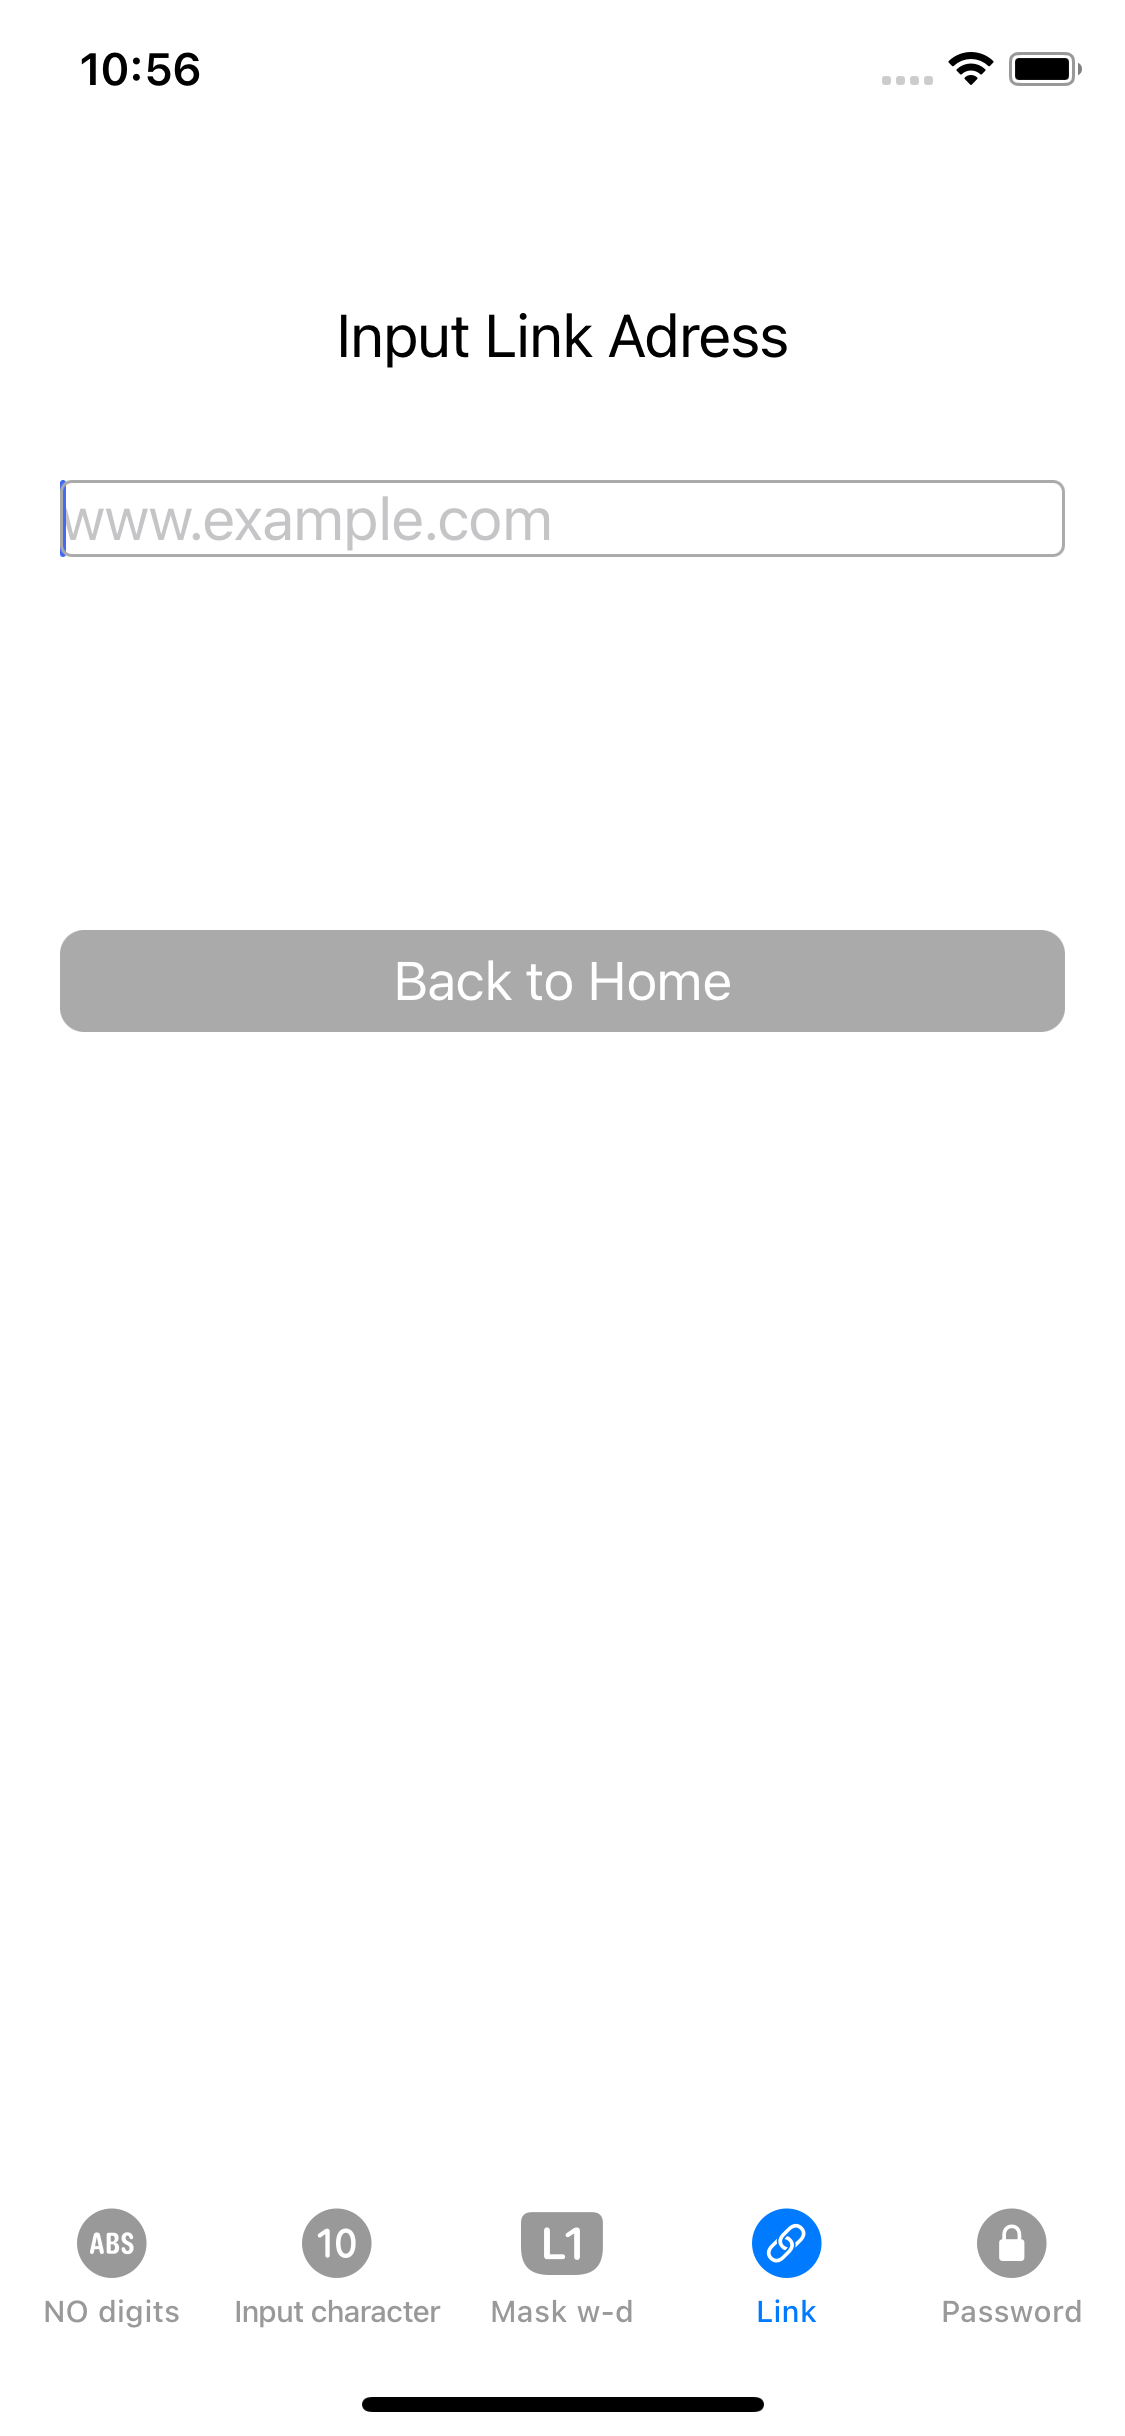 10:56
Input Link Adress
www.example.com
Back to Home
ABS
10
L1
NO digits
Input character
Mask w-d
Link
Password